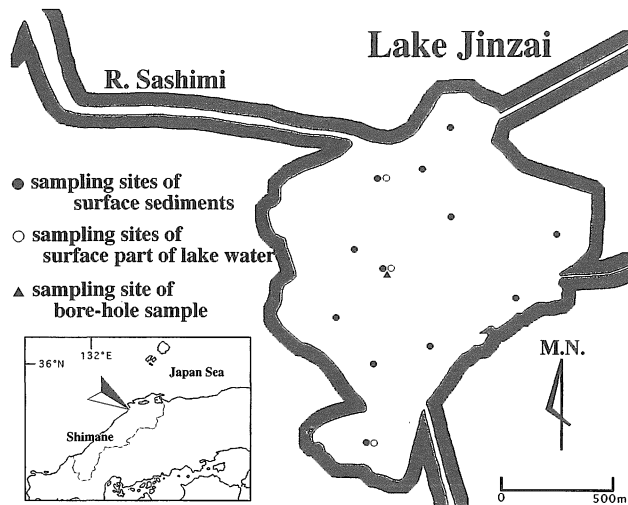 Lake Jinzai
R. Sashimi
sampling sites of
surface sediments
sampling sites of
surface part of lake water
sampling site of
bore-hole sample
132°E
36°N
Japan Sea
Shimane
M.N.
0
500m